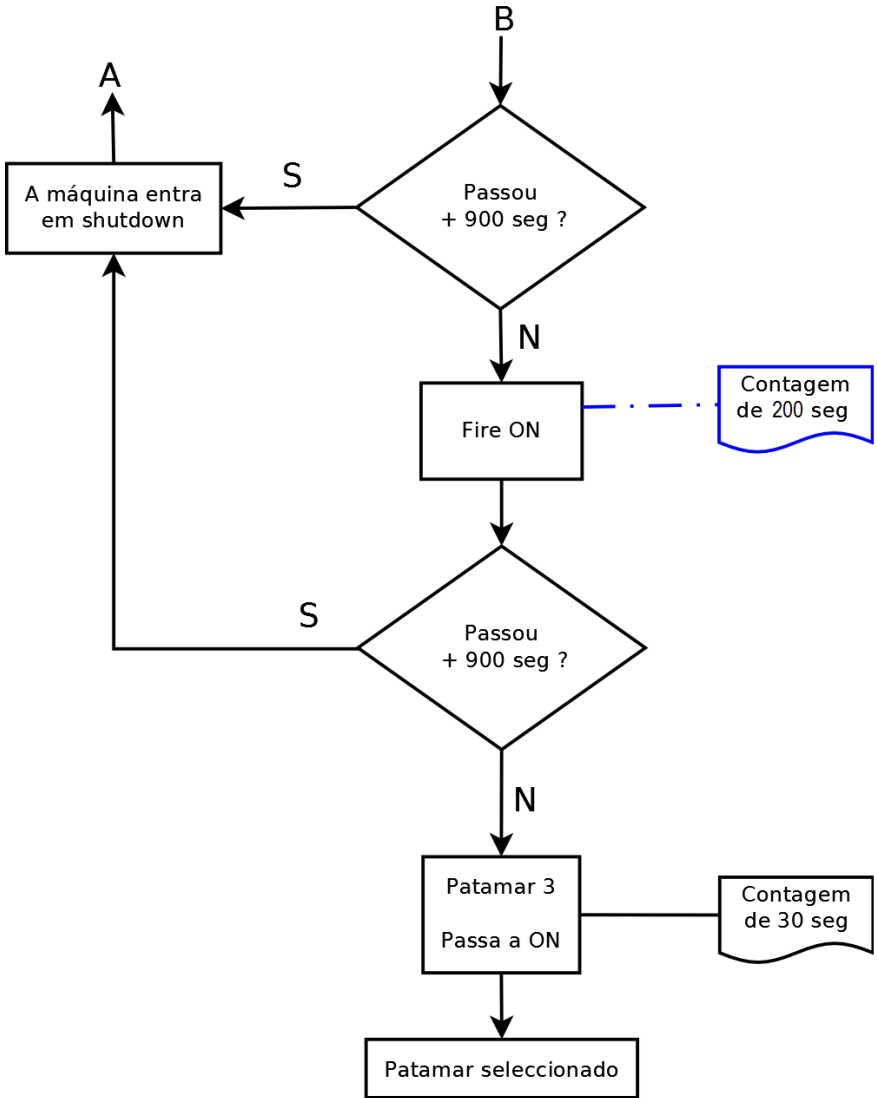 B
A
A máquina entra
em shutdown
S
Passou
+ 900 seg ?
N
Fire ON
Contagem
de 200 seg
S
Passou
+ 900 seg ?
N
Patamar 3
Passa a ON
Contagem
de 30 seg
Patamar seleccionado